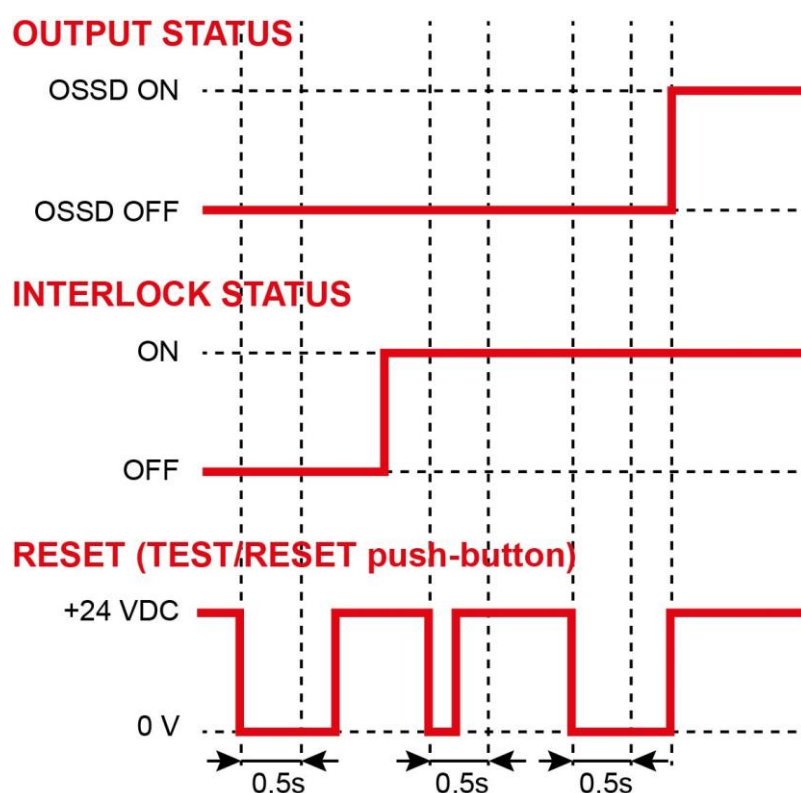 OUTPUT STATUS
OSSD ON
OSSD OFF
INTERLOCK STATUS
ON
OFF
RESET (TEST/RESET push-button)
+24 VDC
0 V
0.5s 0.5s 0.5s